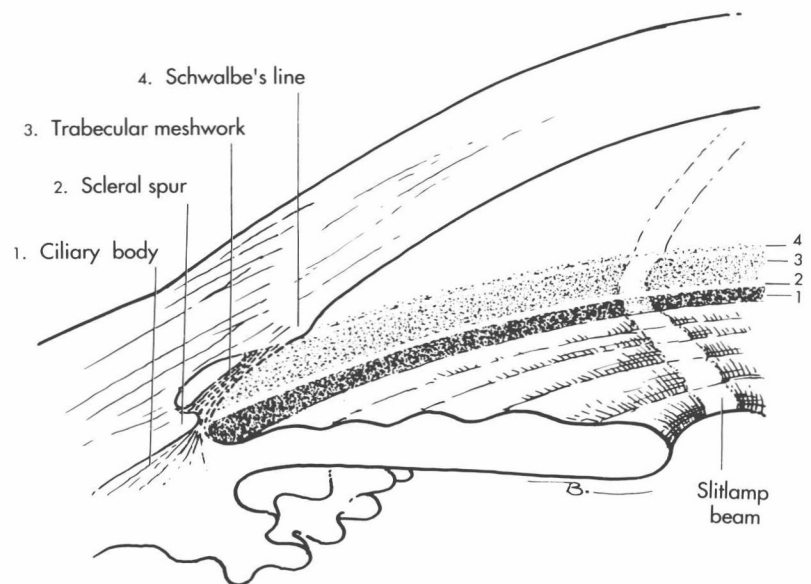 4. Schwalbe's line
3. Trabecular meshwork
2. Scleral spur
1. Ciliary body
4
3
2
1
B.
Slitlamp
beam